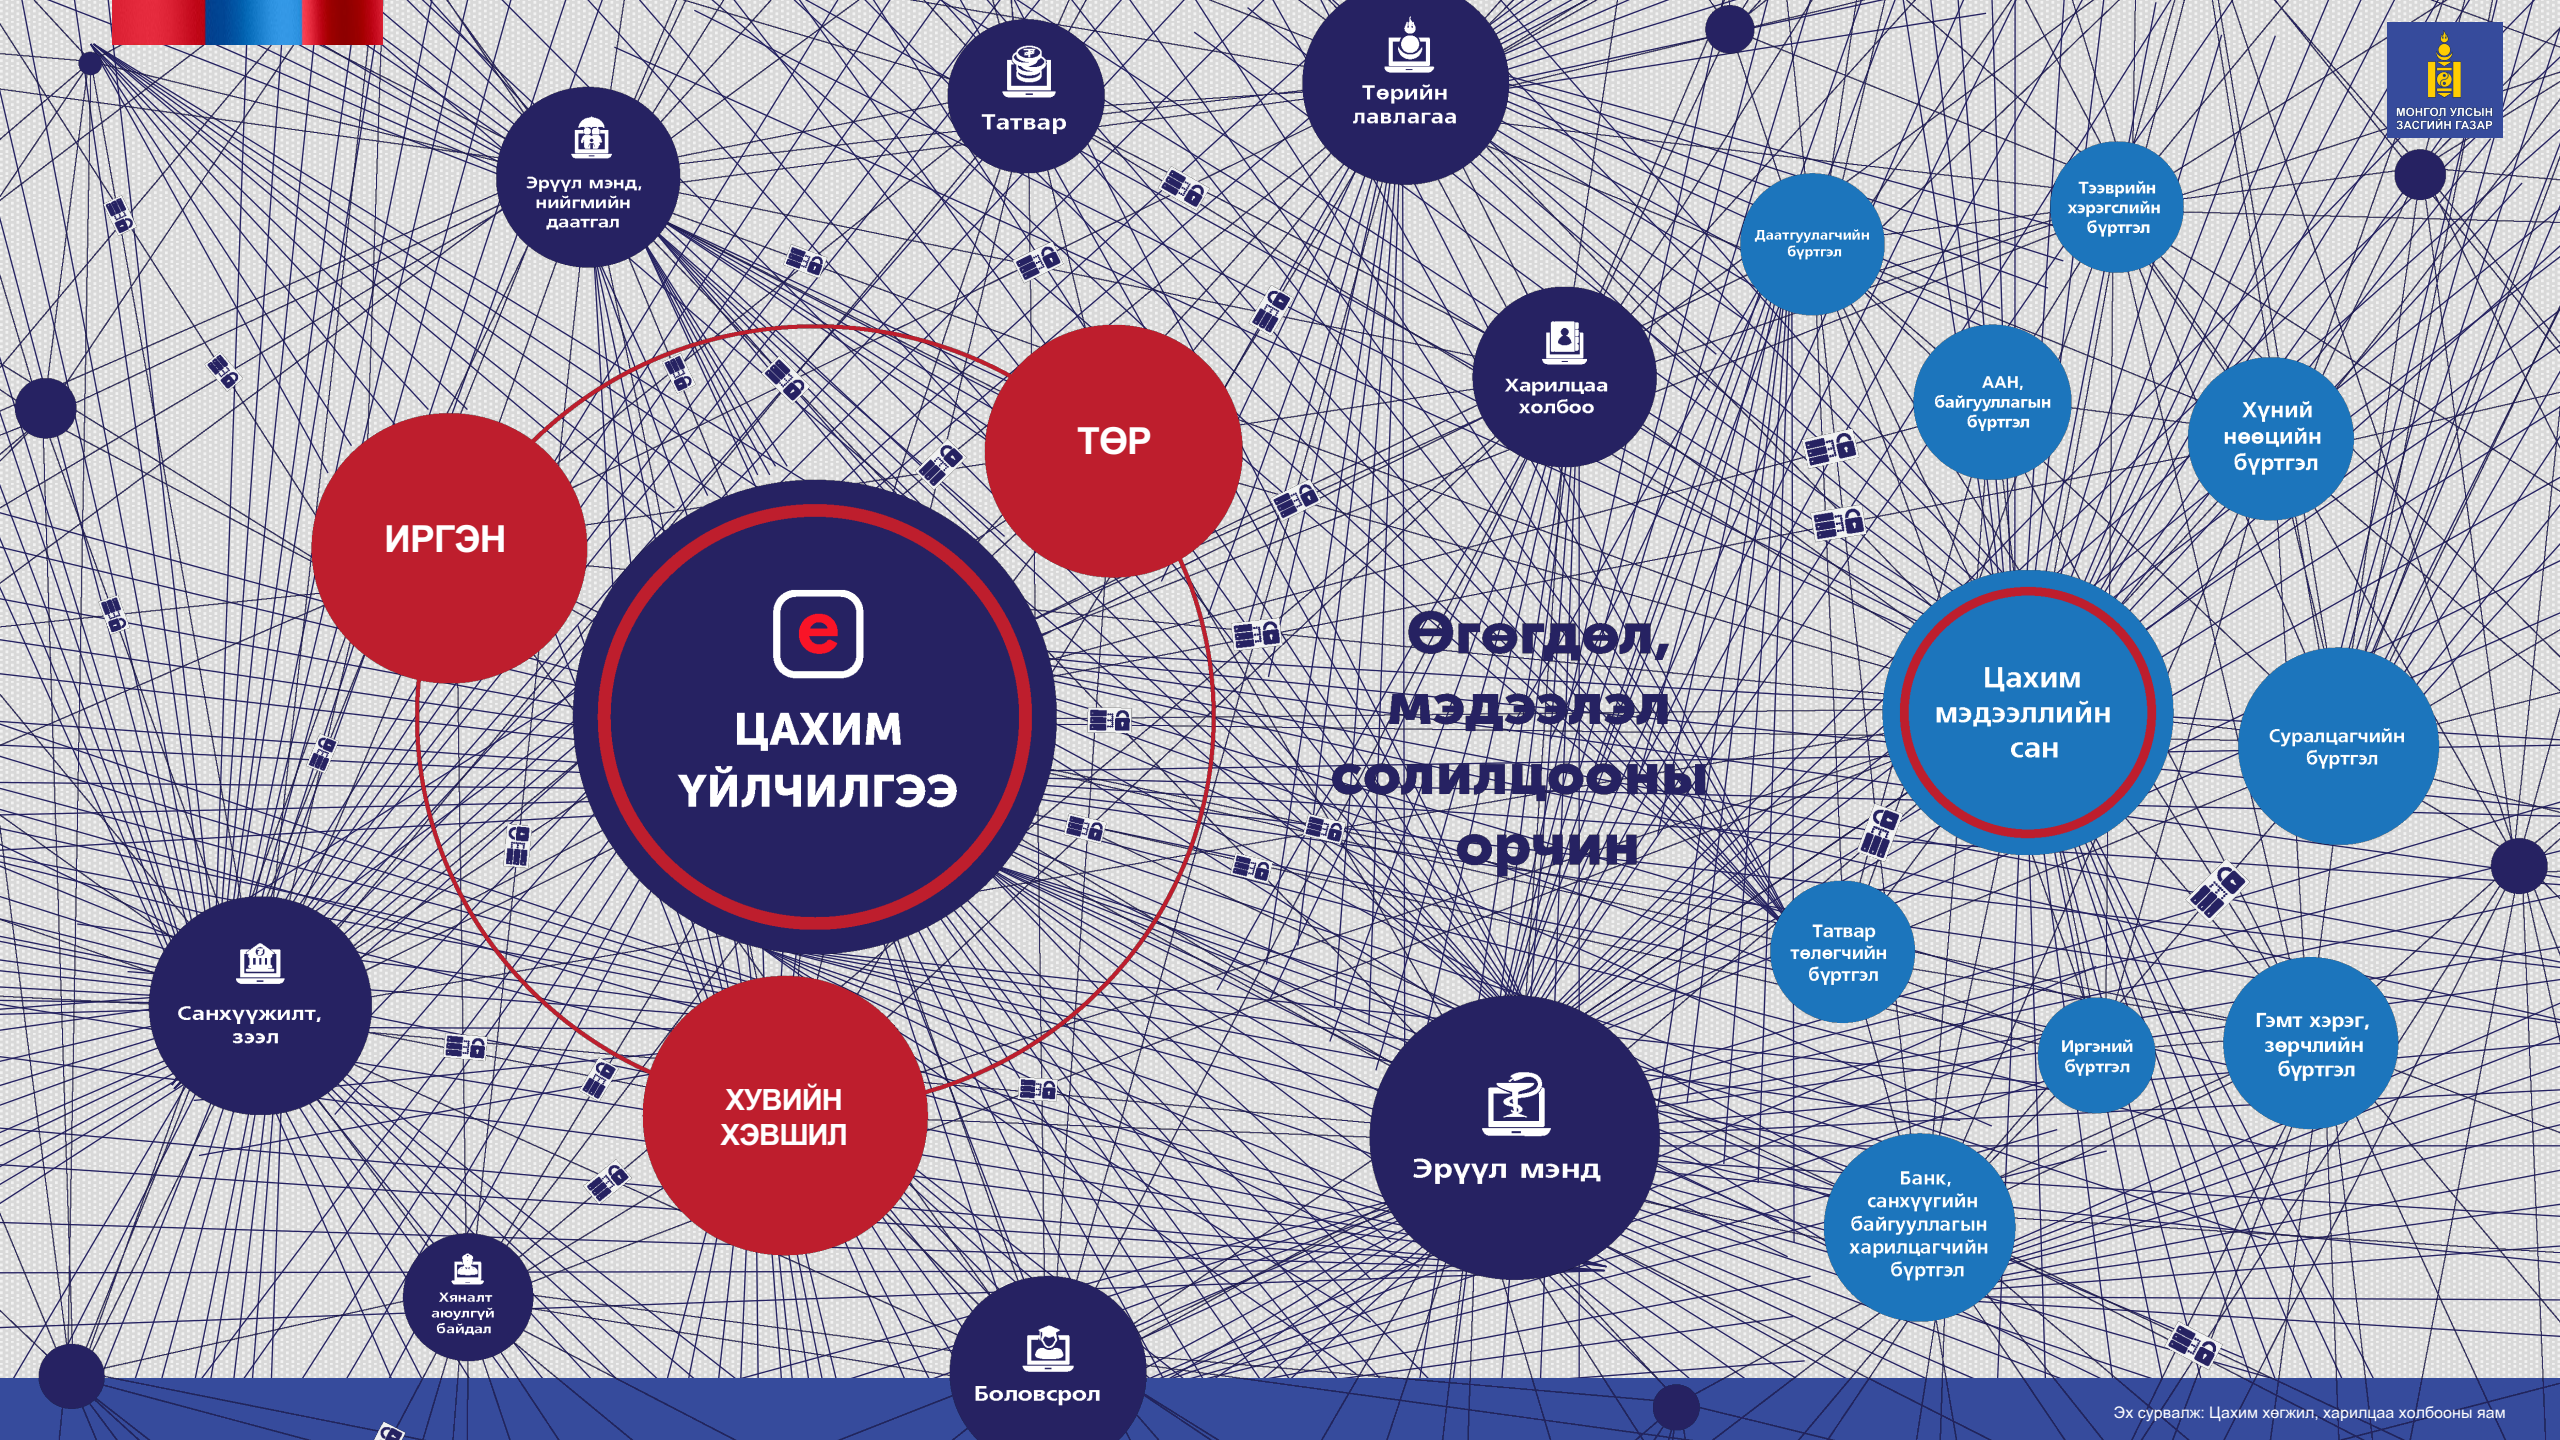 МОНГОЛ УЛСЫН
ЗАСГИЙН ГАЗАР
Татвар
Төрийн
лавлагаа
Эрүүл мэнд,
нийгмийн
даатгал
Даатгуулагчийн
бүртгэл
Тээврийн
хэрэгслийн
бүртгэл
Харилцаа
холбоо
ААН,
байгууллагын
бүртгэл
Хүний
нөөцийн
бүртгэл
ТӨР
ИРГЭН
e
ЦАХИМ
ҮЙЛЧИЛГЭЭ
Өгөгдөл,
мэдээлэл
солилцооны
орчин
Цахим
мэдээллийн
сан
Суралцагчийн
бүртгэл
Татвар
төлөгчийн
бүртгэл
Санхүүжилт,
зээл
Иргэний
бүртгэл
Гэмт хэрэг,
зөрчлийн
бүртгэл
ХУВИЙН
ХЭВШИЛ
Эрүүл мэнд
Банк,
санхүүгийн
байгууллагын
харилцагчийн
бүртгэл
Хяналт
аюулгүй
байдал
Боловсрол
Эх сурвалж: Цахим хөгжил, харилцаа холбооны яам